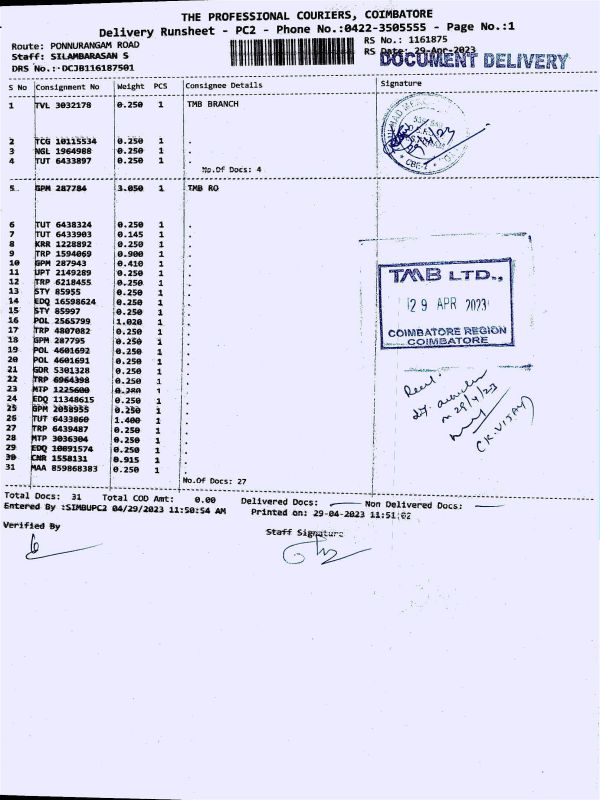 THE PROFESSIONAL COURIERS, COIMBATORE
Delivery Runsheet - PC2 - Phone No.:0422-3505555 - Page No.:1
Route: PONNURANGAM ROAD
RS No.: 1161875
Staff: SILAMBARASAN S
RS Date: 29-Apr-2023
DOCUMENT DELIVERY
DRS No.:-DCJB116187501
S No Consignment No Weight PCS Consignee Details Signature
1 TVL 3032178 0.250 1 TMB BRANCH
2 TCG 10115534 0.250 1 .
3 NGL 1964988 0.250 1 .
4 TUT 6433897 0.250 1 .
No.Of Docs: 4
5 GPM 287784 3.050 1 TMB RO
6 TUT 6438324 0.250 1 .
7 TUT 6433903 0.145 1 .
8 KRR 1228892 0.250 1 .
9 TRP 1594069 0.900 1 .
10 GPM 287943 0.410 1 .
11 UPT 2149289 0.250 1 .
12 TRP 6218455 0.250 1 .
13 STY 85955 0.250 1 .
14 EDQ 16598624 0.250 1 .
15 STY 85997 0.250 1 .
16 POL 2565799 1.020 1 .
17 TRP 4807082 0.250 1 .
18 GPM 287795 0.250 1 .
19 POL 4601692 0.250 1 .
20 POL 4601691 0.250 1 .
21 GDR 5301328 0.250 1 .
22 TRP 6964398 0.250 1 .
23 MTP 1225600 0.280 1 .
24 EDQ 11348615 0.250 1 .
25 GPM 2058955 0.250 1 .
26 TUT 6433860 1.400 1 .
27 TRP 6439487 0.250 1 .
28 MTP 3036304 0.250 1 .
29 EDQ 10891574 0.250 1 .
30 CNR 1558131 0.915 1 .
31 MAA 859868383 0.250 1 .
No.Of Docs: 27
TMB LTD.,
29 APR 2023
COIMBATORE REGION
COIMBATORE
29/4/23
(C.K. VIJAY)
Total Docs: 31 Total COD Amt: 0.00 Delivered Docs: Non Delivered Docs:
Entered By :SIMBUPC2 04/29/2023 11:50:54 AM Printed on: 29-04-2023 11:51:02
Verified By
Staff Signature